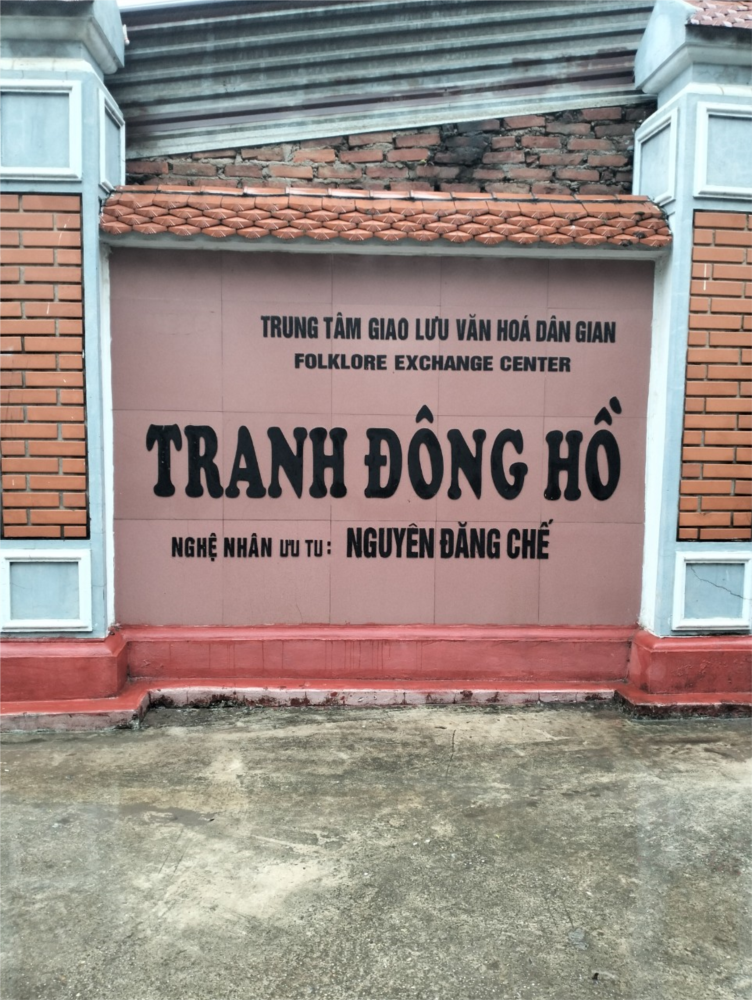 TRUNG TÂM GIAO LƯU VĂN HOÁ DÂN GIAN
FOLKLORE EXCHANGE CENTER
TRANH ĐÔNG HỒ
NGHỆ NHÂN ƯU TU: NGUYÊN ĐĂNG CHẾ